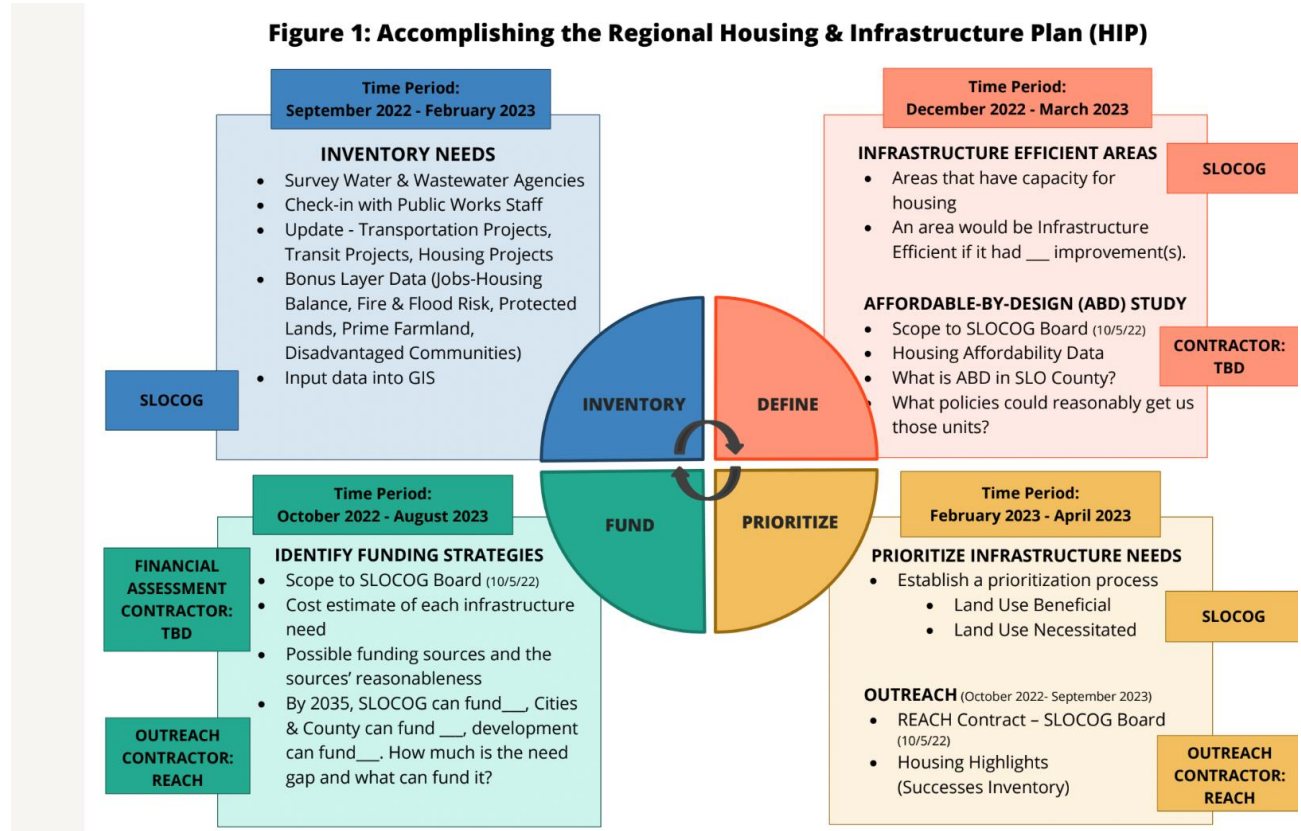 Figure 1: Accomplishing the Regional Housing & Infrastructure Plan (HIP)
Time Period:
September 2022 - February 2023
INVENTORY NEEDS
• Survey Water & Wastewater Agencies
• Check-in with Public Works Staff
• Update - Transportation Projects,
Transit Projects, Housing Projects
• Bonus Layer Data (Jobs-Housing
Balance, Fire & Flood Risk, Protected
Lands, Prime Farmland,
Disadvantaged Communities)
• Input data into GIS
SLOCOG
Time Period:
December 2022 - March 2023
INFRASTRUCTURE EFFICIENT AREAS
• Areas that have capacity for
housing
• An area would be Infrastructure
Efficient if it had ___ improvement(s).
SLOCOG
AFFORDABLE-BY-DESIGN (ABD) STUDY
• Scope to SLOCOG Board (10/5/22)
• Housing Affordability Data
• What is ABD in SLO County?
• What policies could reasonably get us
those units?
CONTRACTOR:
TBD
INVENTORY
DEFINE
FUND
PRIORITIZE
Time Period:
October 2022 - August 2023
IDENTIFY FUNDING STRATEGIES
• Scope to SLOCOG Board (10/5/22)
• Cost estimate of each infrastructure
need
• Possible funding sources and the
sources' reasonableness
• By 2035, SLOCOG can fund___, Cities
& County can fund ___, development
can fund___. How much is the need
gap and what can fund it?
FINANCIAL
ASSESSMENT
CONTRACTOR:
TBD
OUTREACH
CONTRACTOR:
REACH
Time Period:
February 2023 - April 2023
PRIORITIZE INFRASTRUCTURE NEEDS
• Establish a prioritization process
• Land Use Beneficial
• Land Use Necessitated
SLOCOG
OUTREACH (October 2022- September 2023)
• REACH Contract – SLOCOG Board
(10/5/22)
• Housing Highlights
(Successes Inventory)
OUTREACH
CONTRACTOR:
REACH